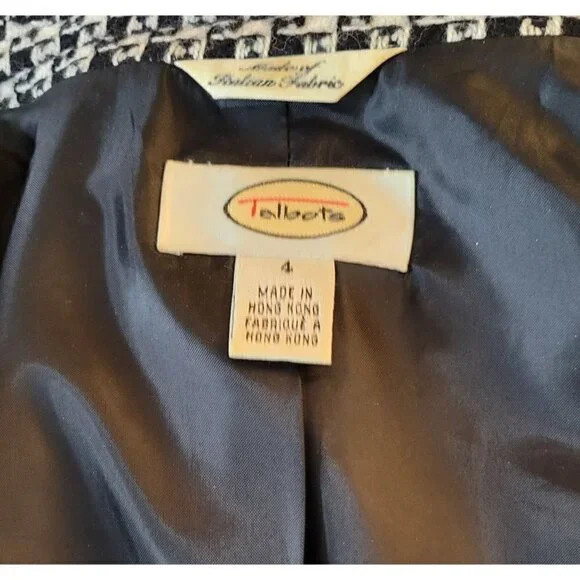 Made of
Italian Fabric
Talbots
4
MADE IN
HONG KONG
FABRIQUÉ À
HONG KONG